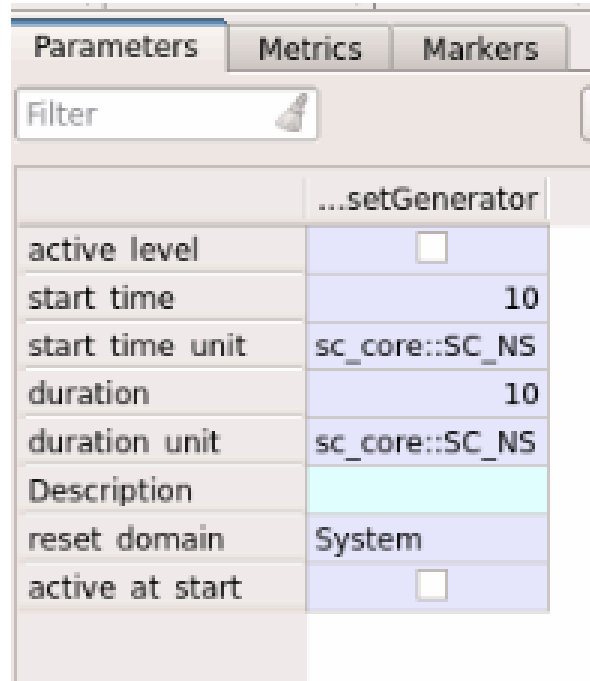 Parameters Metrics Markers
Filter
...setGenerator
active level
start time 10
start time unit sc_core::SC_NS
duration 10
duration unit sc_core::SC_NS
Description
reset domain System
active at start